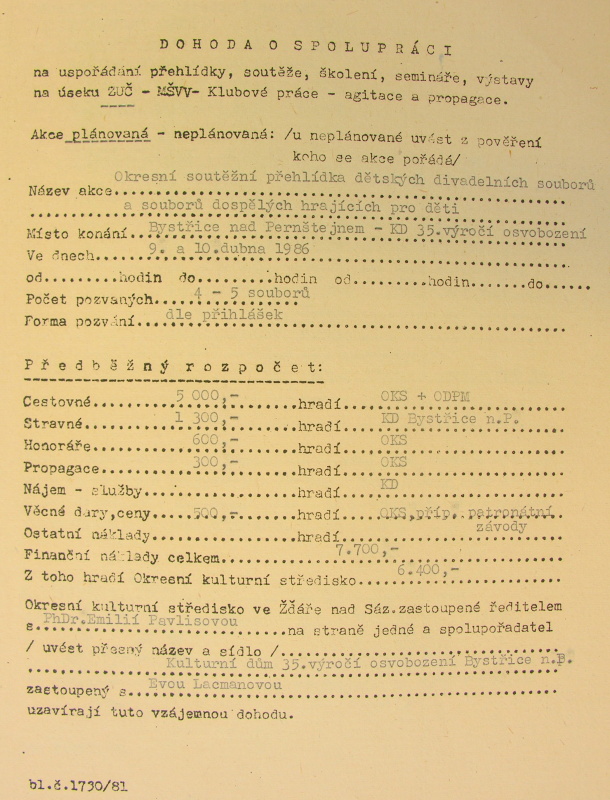 DOHODA O SPOLUPRÁCI
na uspořádání přehlídky, soutěže, školení, semináře, výstavy
na úseku ZUČ - MŠVV- Klubové práce - agitace a propagace.
Akce plánovaná - neplánovaná: /u neplánované uvést z pověření
koho se akce pořádá/
Okresní soutěžní přehlídka dětských divadelních souborů
Název akce
a souborů dospělých hrajících pro děti
Místo konání Bystřice nad Pernštejnem - KD 35.výročí osvobození
Ve dnech 9. a 10.dubna 1986
od.........hodin do.........hodin od.........hodin......do......
Počet pozvaných 4 - 5 souborů
Forma pozvání dle přihlášek
Předběžný rozpočet:
Cestovné 5 000,- hradí OKS + ODPM
Stravné 1 300,- hradí KD Bystřice n.P.
Honoráře 600,- hradí OKS
Propagace 300,- hradí OKS
Nájem - služby hradí KD
Věcné dary,ceny 500,- hradí OKS,příp. patronátní
závody
Ostatní náklady hradí
Finanční náklady celkem 7.700,-
Z toho hradí Okresní kulturní středisko 6.400,-
Okresní kulturní středisko ve Žďáře nad Sáz.zastoupené ředitelem
s PhDr.Emilií Pavlisovou na straně jedné a spolupořadatel
/ uvést přesný název a sídlo /
Kulturní dům 35.výročí osvobození Bystřice n.P.
zastoupený s Evou Lacmanovou
uzavírají tuto vzájemnou dohodu.
bl.č.1730/81